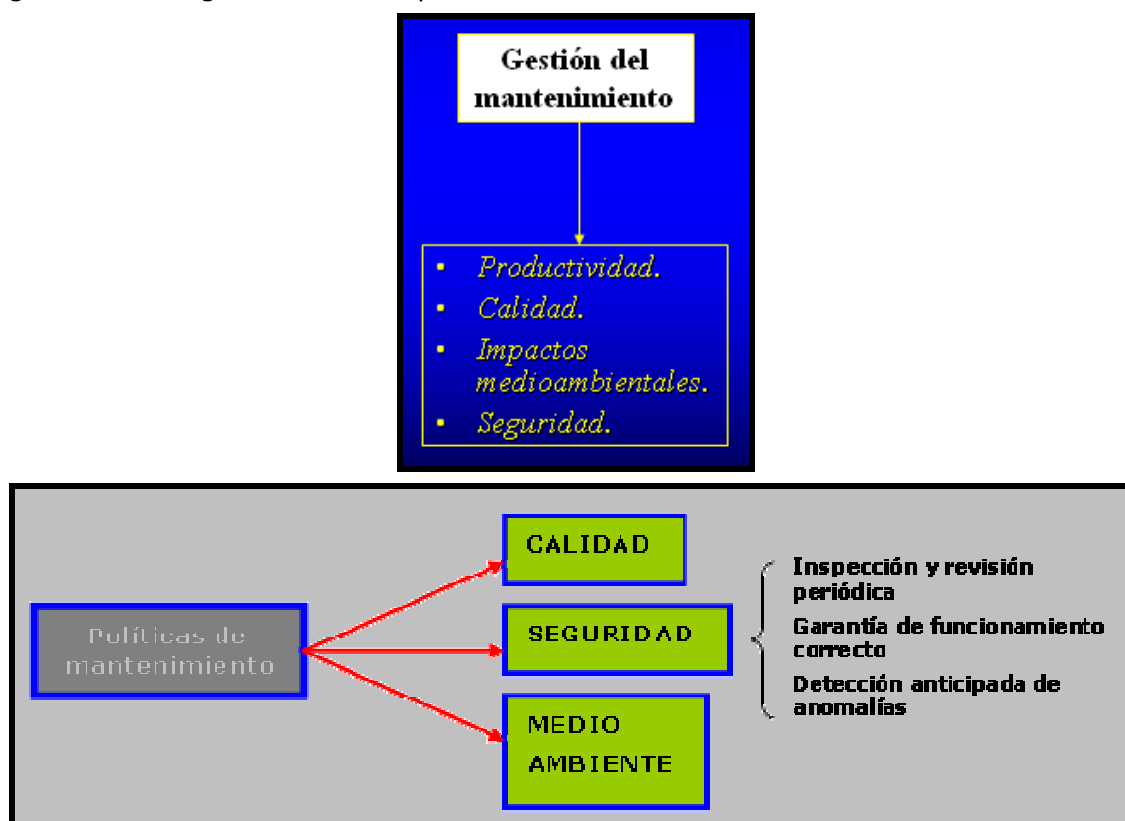 Gestión del
mantenimiento
• Productividad.
• Calidad.
• Impactos
medioambientales.
• Seguridad.
Políticas de
mantenimiento
CALIDAD
SEGURIDAD
MEDIO
AMBIENTE
Inspección y revisión
periódica
Garantía de funcionamiento
correcto
Detección anticipada de
anomalías